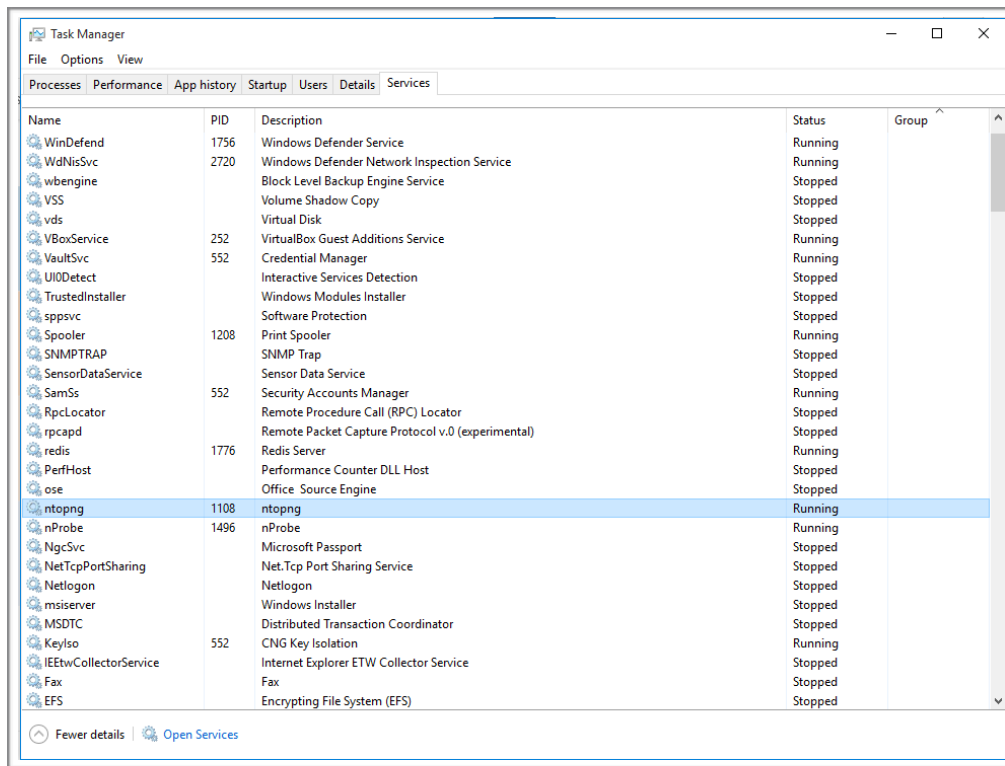 Task Manager
File Options View
Processes Performance App history Startup Users Details Services
Name PID Description Status Group
WinDefend 1756 Windows Defender Service Running
WdNisSvc 2720 Windows Defender Network Inspection Service Running
wbengine Block Level Backup Engine Service Stopped
VSS Volume Shadow Copy Stopped
vds Virtual Disk Stopped
VBoxService 252 VirtualBox Guest Additions Service Running
VaultSvc 552 Credential Manager Running
UI0Detect Interactive Services Detection Stopped
TrustedInstaller Windows Modules Installer Stopped
sppsvc Software Protection Stopped
Spooler 1208 Print Spooler Running
SNMPTRAP SNMP Trap Stopped
SensorDataService Sensor Data Service Stopped
SamSs 552 Security Accounts Manager Running
RpcLocator Remote Procedure Call (RPC) Locator Stopped
rpcapd Remote Packet Capture Protocol v.0 (experimental) Stopped
redis 1776 Redis Server Running
PerfHost Performance Counter DLL Host Stopped
ose Office Source Engine Stopped
ntopng 1108 ntopng Running
nProbe 1496 nProbe Running
NgcSvc Microsoft Passport Stopped
NetTcpPortSharing Net.Tcp Port Sharing Service Stopped
Netlogon Netlogon Stopped
msiserver Windows Installer Stopped
MSDTC Distributed Transaction Coordinator Stopped
KeyIso 552 CNG Key Isolation Running
IEEtwCollectorService Internet Explorer ETW Collector Service Stopped
Fax Fax Stopped
EFS Encrypting File System (EFS) Stopped
Fewer details Open Services